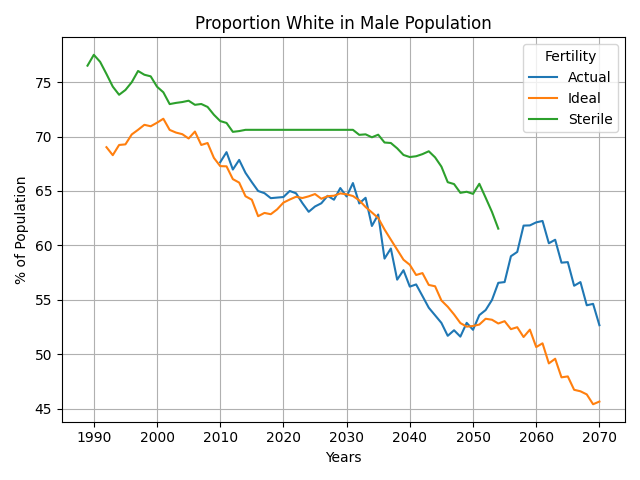 Proportion White in Male Population
% of Population
75
70
65
60
55
50
45
Fertility
Actual
Ideal
Sterile
1990 2000 2010 2020 2030 2040 2050 2060 2070
Years